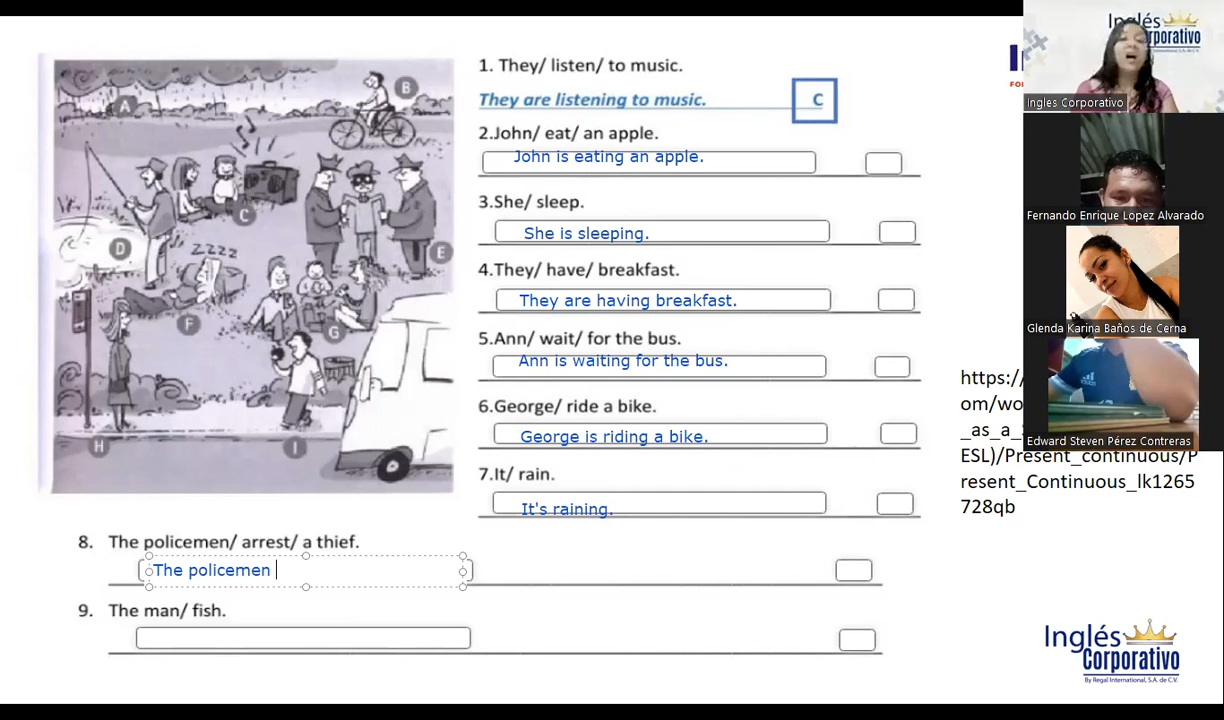 1. They/ listen/ to music.
They are listening to music.
C
2.John/ eat/ an apple.
John is eating an apple.
3.She/ sleep.
She is sleeping.
4.They/ have/ breakfast.
They are having breakfast.
5.Ann/ wait/ for the bus.
Ann is waiting for the bus.
6.George/ ride a bike.
George is riding a bike.
7.It/ rain.
It's raining.
8. The policemen/ arrest/ a thief.
The policemen
9. The man/ fish.
A
B
C
D
E
ZZZZ
F
G
H
I
Inglés
Corporativo
Ingles Corporativo
Fernando Enrique Lopez Alvarado
Glenda Karina Baños de Cerna
Edward Steven Pérez Contreras
https:/
om/wo
_as_a_
ESL)/Present_continuous/P
resent_Continuous_lk1265
728qb
Inglés
Corporativo
By Regal International, S.A. de C.V.